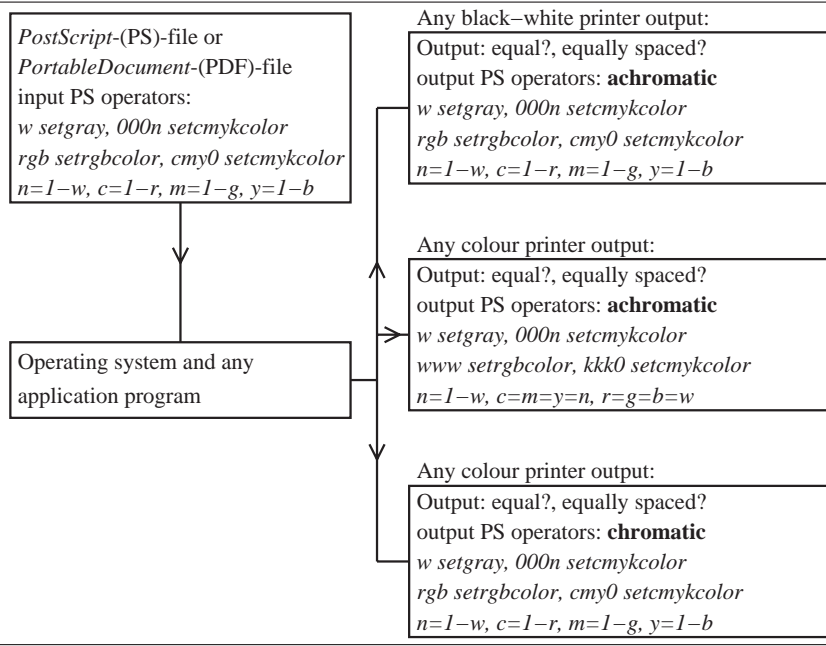 PostScript-(PS)-file or
PortableDocument-(PDF)-file
input PS operators:
w setgray, 000n setcmykcolor
rgb setrgbcolor, cmy0 setcmykcolor
n=1−w, c=1−r, m=1−g, y=1−b
Operating system and any
application program
Any black−white printer output:
Output: equal?, equally spaced?
output PS operators: achromatic
w setgray, 000n setcmykcolor
rgb setrgbcolor, cmy0 setcmykcolor
n=1−w, c=1−r, m=1−g, y=1−b
Any colour printer output:
Output: equal?, equally spaced?
output PS operators: achromatic
w setgray, 000n setcmykcolor
www setrgbcolor, kkk0 setcmykcolor
n=1−w, c=m=y=n, r=g=b=w
Any colour printer output:
Output: equal?, equally spaced?
output PS operators: chromatic
w setgray, 000n setcmykcolor
rgb setrgbcolor, cmy0 setcmykcolor
n=1−w, c=1−r, m=1−g, y=1−b